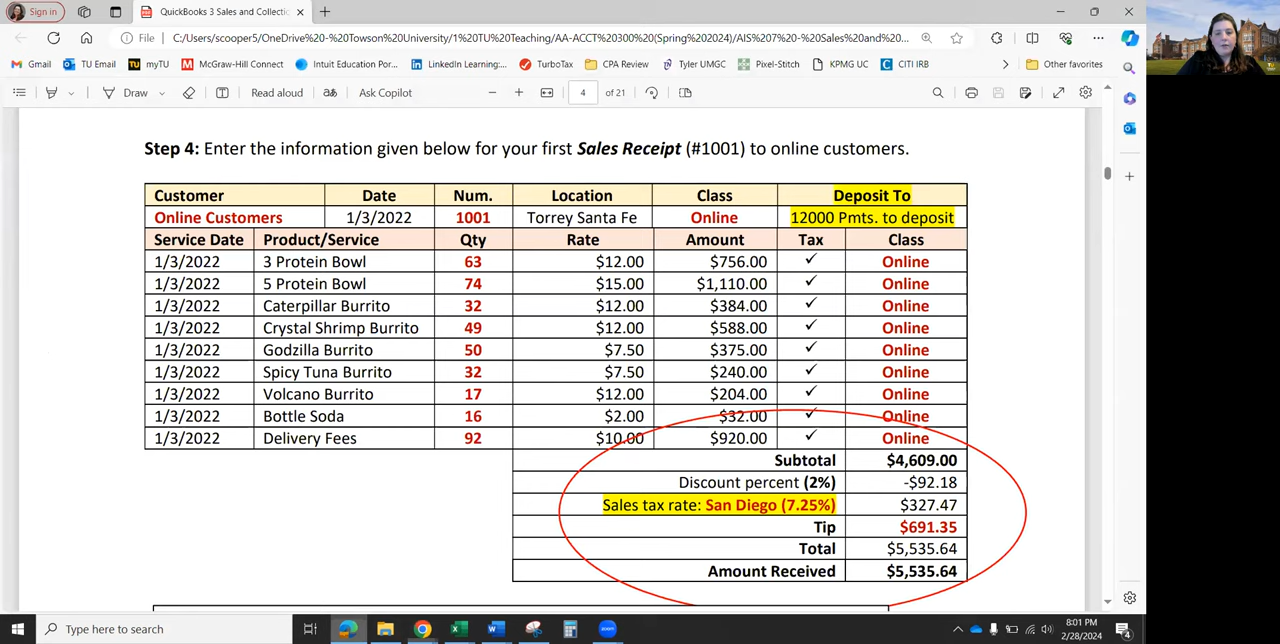 Sign in
QuickBooks 3 Sales and Collectic
File
C:/Users/scooper5/OneDrive%20-%20Towson%20University/1%20TU%20Teaching/AA-ACCT%20300%20(Spring%202024)/AIS%207%20-%20Sales%20and%20...
Gmail TU Email myTU McGraw-Hill Connect Intuit Education Por... LinkedIn Learning:... TurboTax CPA Review Tyler UMGC Pixel-Stitch KPMG UC CITI IRB Other favorites
Draw Read aloud Ask Copilot 4 of 21
Step 4: Enter the information given below for your first Sales Receipt (#1001) to online customers.
Customer Date Num. Location Class Deposit To
Online Customers 1/3/2022 1001 Torrey Santa Fe Online 12000 Pmts. to deposit
Service Date Product/Service Qty Rate Amount Tax Class
1/3/2022 3 Protein Bowl 63 $12.00 $756.00 ✓ Online
1/3/2022 5 Protein Bowl 74 $15.00 $1,110.00 ✓ Online
1/3/2022 Caterpillar Burrito 32 $12.00 $384.00 ✓ Online
1/3/2022 Crystal Shrimp Burrito 49 $12.00 $588.00 ✓ Online
1/3/2022 Godzilla Burrito 50 $7.50 $375.00 ✓ Online
1/3/2022 Spicy Tuna Burrito 32 $7.50 $240.00 ✓ Online
1/3/2022 Volcano Burrito 17 $12.00 $204.00 ✓ Online
1/3/2022 Bottle Soda 16 $2.00 $32.00 ✓ Online
1/3/2022 Delivery Fees 92 $10.00 $920.00 ✓ Online
Subtotal $4,609.00
Discount percent (2%) -$92.18
Sales tax rate: San Diego (7.25%) $327.47
Tip $691.35
Total $5,535.64
Amount Received $5,535.64
Type here to search
8:01 PM
2/28/2024